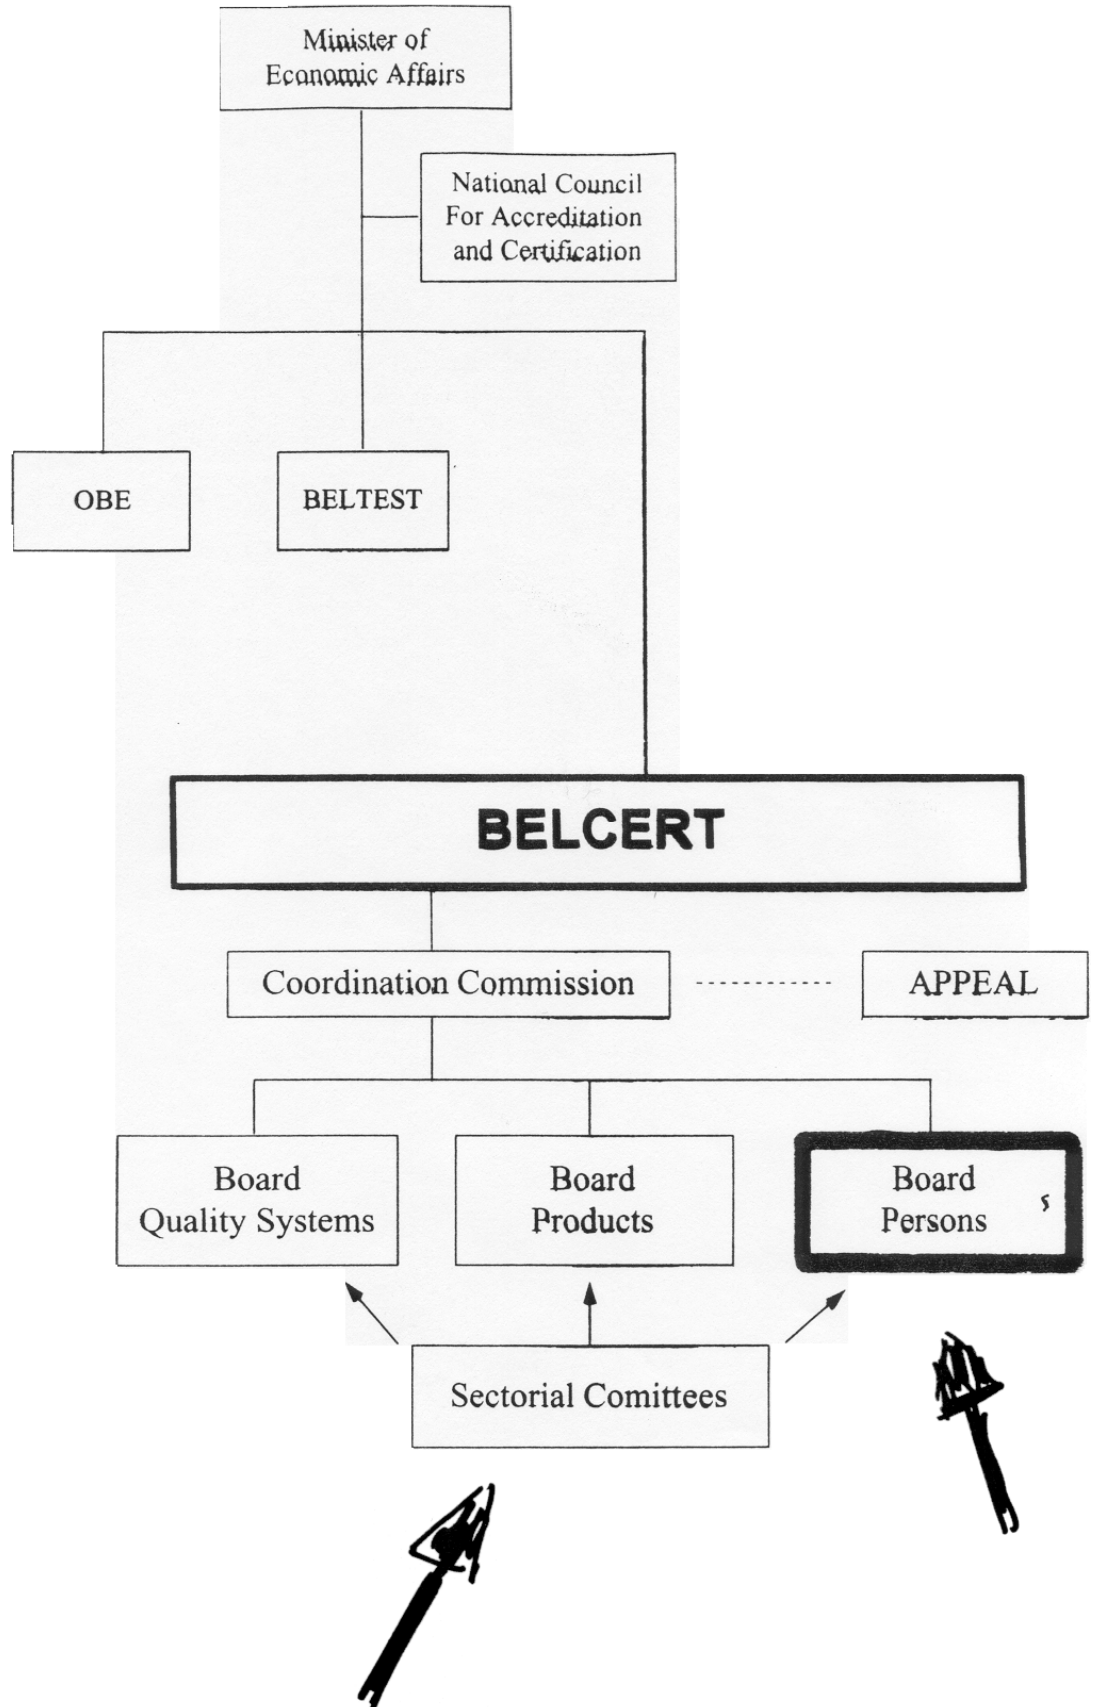 Minister of
Economic Affairs
National Council
For Accreditation
and Certification
OBE
BELTEST
BELCERT
Coordination Commission
APPEAL
Board
Quality Systems
Board
Products
Board
Persons
Sectorial Comittees